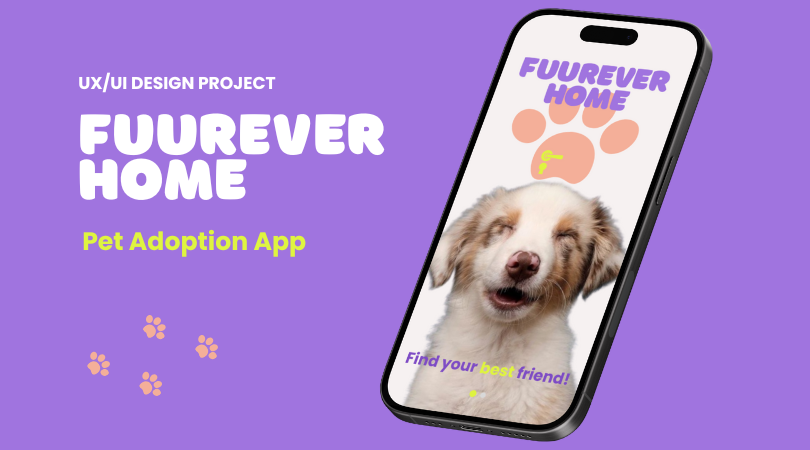 UX/UI DESIGN PROJECT
FUUREVER
HOME
Pet Adoption App
FUUREVER
HOME
Find your best friend!